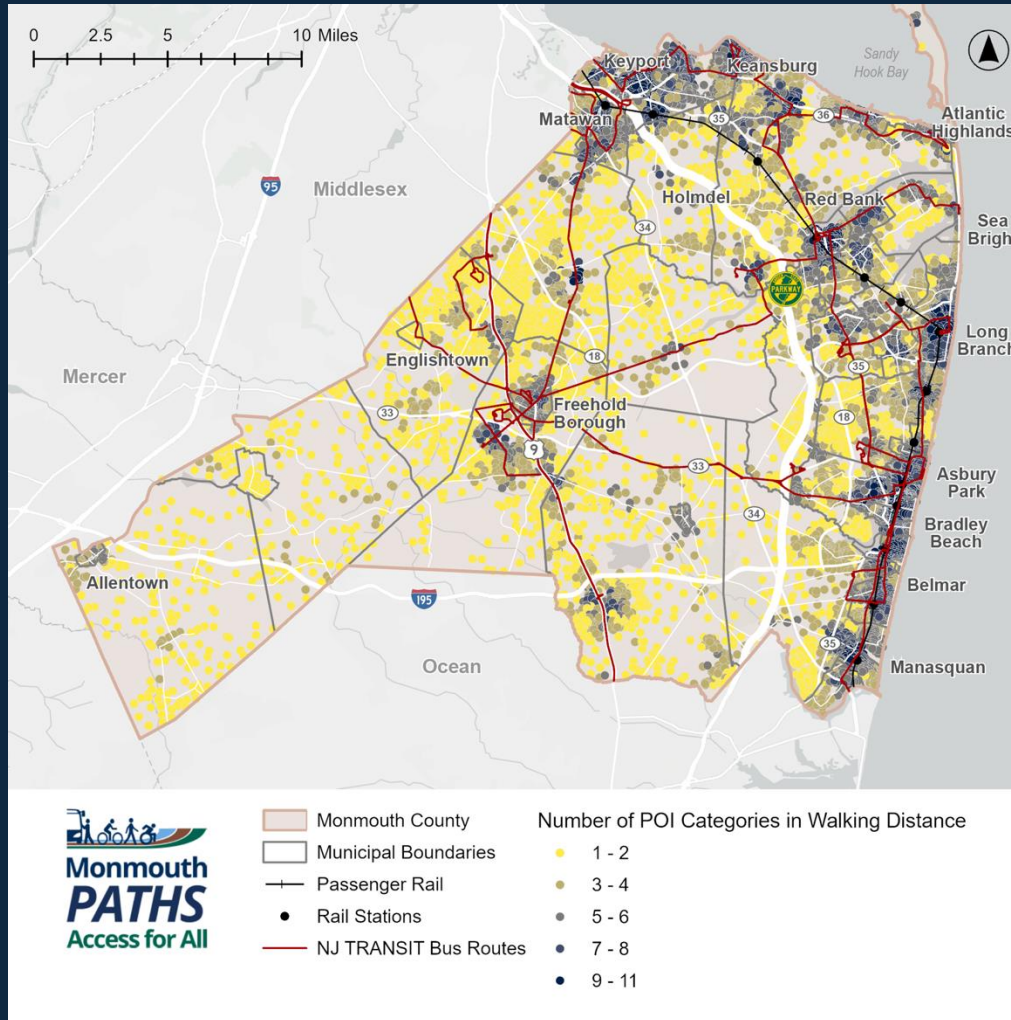 0 2.5 5 10 Miles
Sandy
Hook Bay
Keyport
Keansburg
Matawan
35
36
Atlantic
Highlands
95
Middlesex
Holmdel
Red Bank
34
Sea
Brigh
PARKWAY
Englishtown
18
Long
Branch
35
Mercer
33
Freehold
Borough
18
9
33
Asbury
Park
34
Bradley
Beach
Allentown
195
Belmar
Ocean
35
Manasquan
Monmouth
PATHS
Access for All
Monmouth County
Municipal Boundaries
Passenger Rail
Rail Stations
NJ TRANSIT Bus Routes
Number of POI Categories in Walking Distance
1 - 2
3 - 4
5 - 6
7 - 8
9 - 11